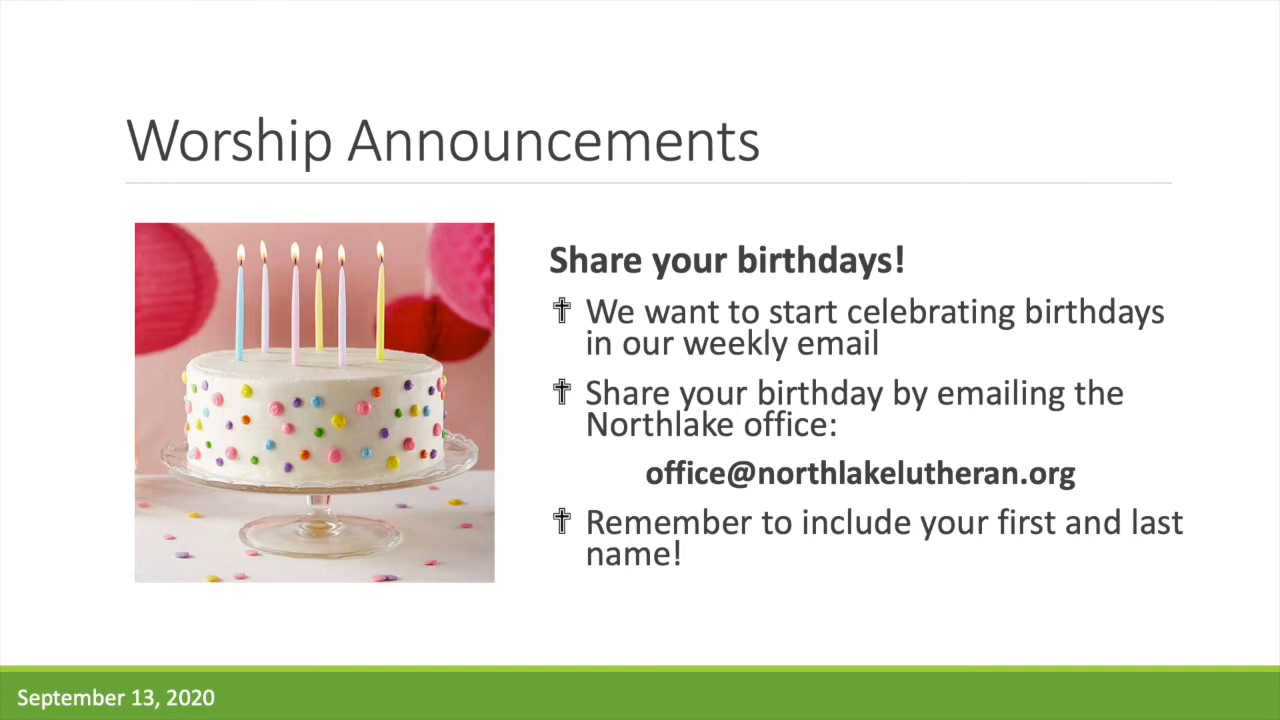 Worship Announcements
Share your birthdays!
✞ We want to start celebrating birthdays
in our weekly email
✞ Share your birthday by emailing the
Northlake office:
office@northlakelutheran.org
✞ Remember to include your first and last
name!
September 13, 2020